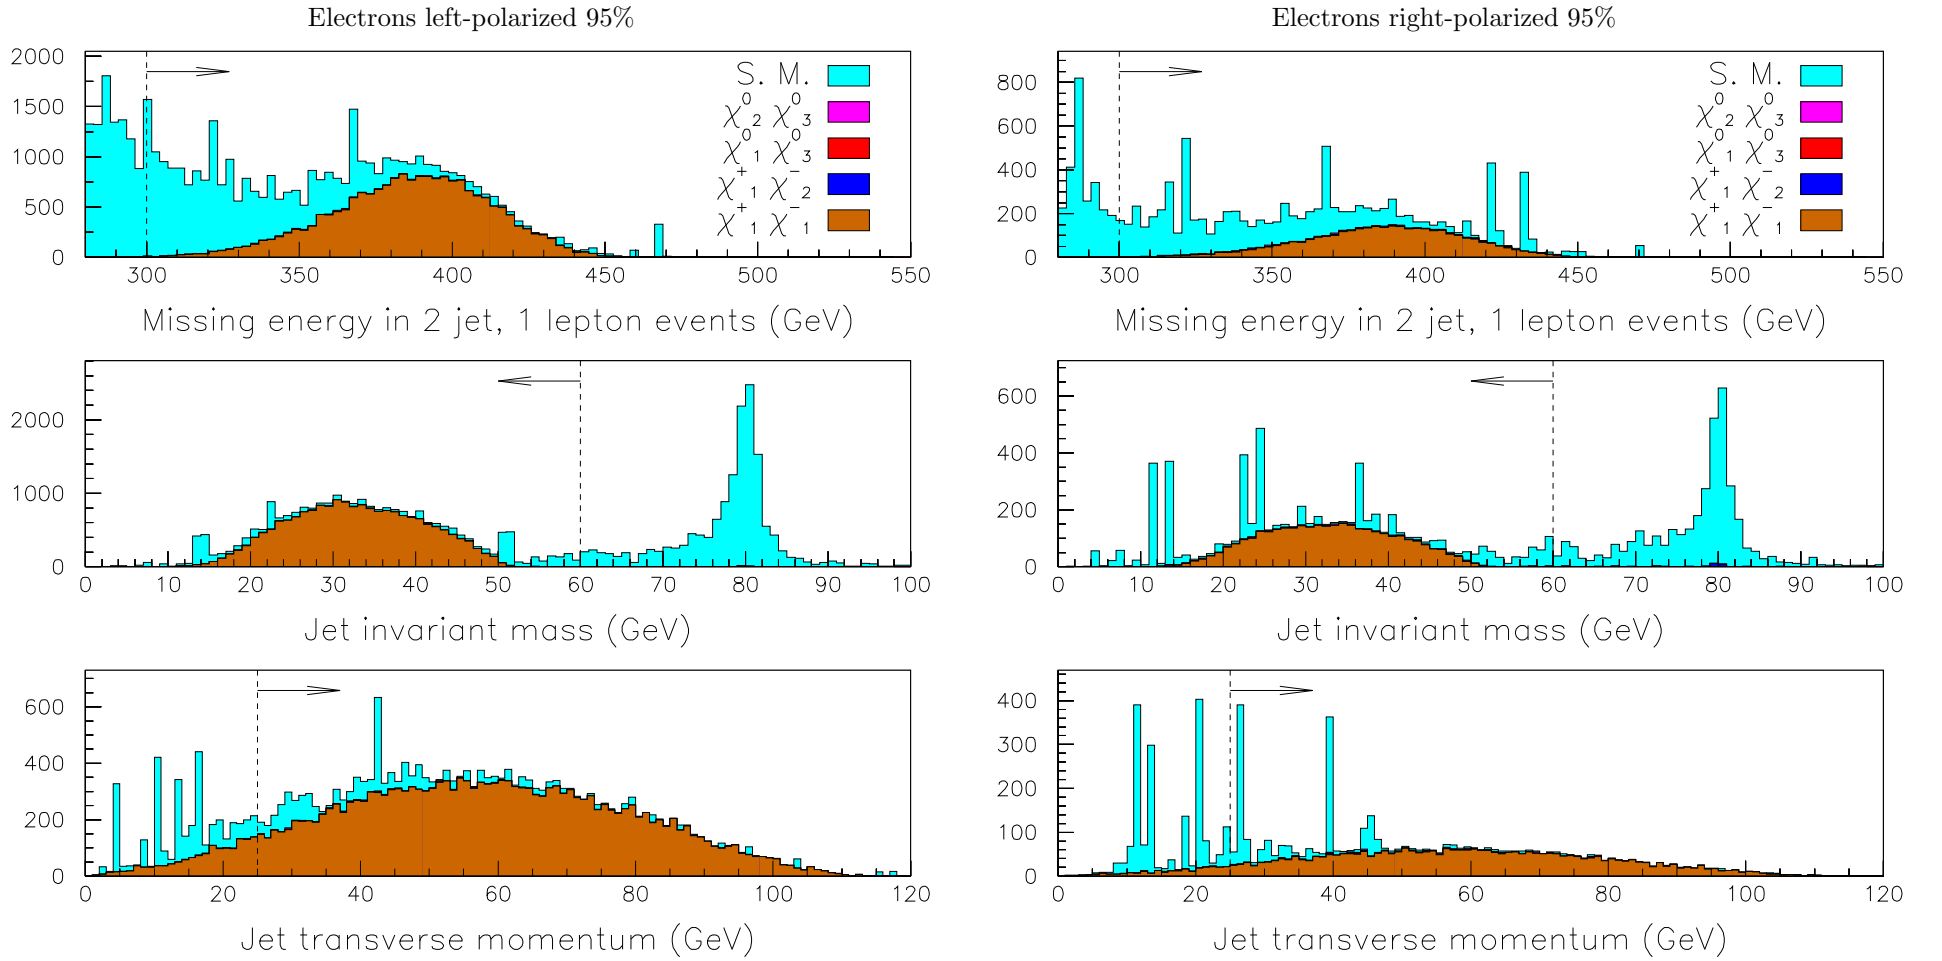 Electrons left-polarized 95%
2000
1500
1000
500
0
S. M.
χ⁰₂ χ⁰₃
χ⁰₁ χ⁰₃
χ⁺₁ χ⁻₂
χ⁺₁ χ⁻₁
300 350 400 450 500 550
Missing energy in 2 jet, 1 lepton events (GeV)
2000
1000
0
0 10 20 30 40 50 60 70 80 90 100
Jet invariant mass (GeV)
600
400
200
0
0 20 40 60 80 100 120
Jet transverse momentum (GeV)
Electrons right-polarized 95%
800
600
400
200
0
S. M.
χ⁰₂ χ⁰₃
χ⁰₁ χ⁰₃
χ⁺₁ χ⁻₂
χ⁺₁ χ⁻₁
300 350 400 450 500 550
Missing energy in 2 jet, 1 lepton events (GeV)
600
400
200
0
0 10 20 30 40 50 60 70 80 90 100
Jet invariant mass (GeV)
400
300
200
100
0
0 20 40 60 80 100 120
Jet transverse momentum (GeV)